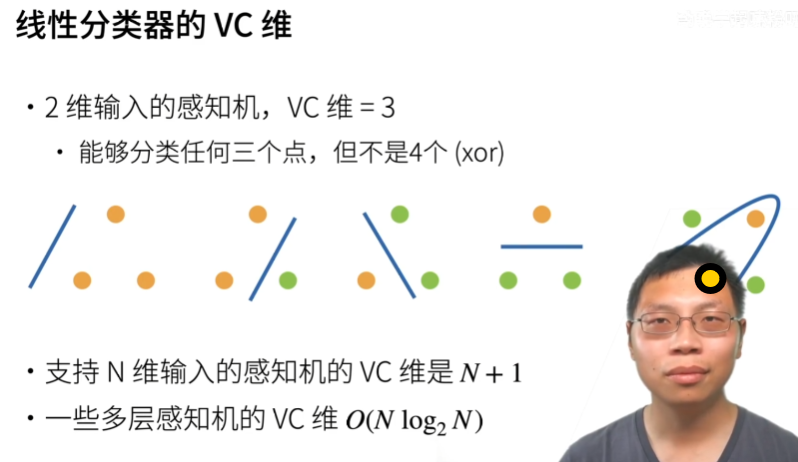 线性分类器的 VC 维
• 2 维输入的感知机，VC 维 = 3
• 能够分类任何三个点，但不是4个 (xor)
• 支持 N 维输入的感知机的 VC 维是 N + 1
• 一些多层感知机的 VC 维 O(N log₂ N)